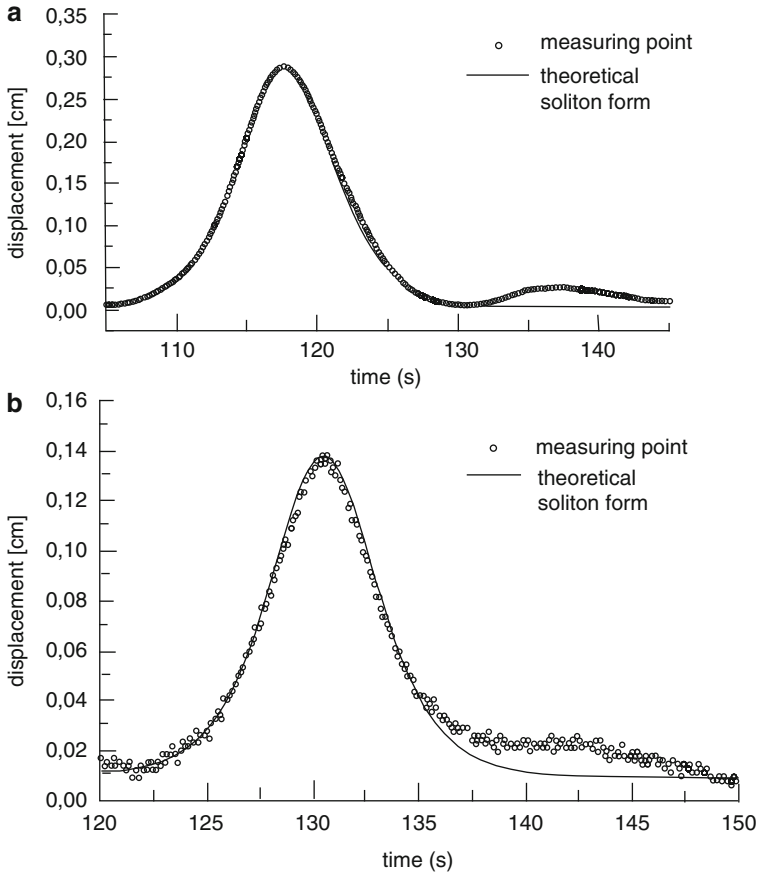 a
0,35
0,30
0,25
0,20
0,15
0,10
0,05
0,00
displacement [cm]
measuring point
theoretical
soliton form
110
120
130
140
time (s)
b
0,16
0,14
0,12
0,10
0,08
0,06
0,04
0,02
0,00
displacement [cm]
measuring point
theoretical
soliton form
120
125
130
135
140
145
150
time (s)